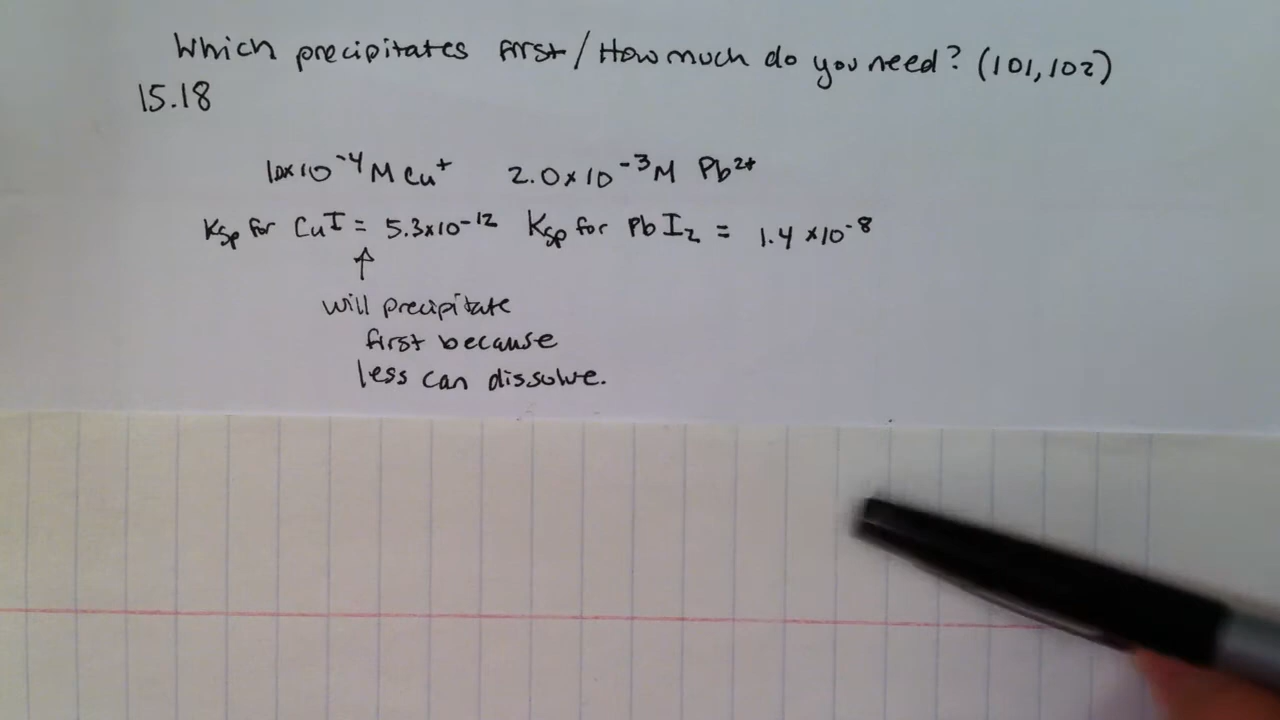 Which precipitates first/How much do you need? (101,102)
15.18
1.0x10⁻⁴ M Cu⁺ 2.0x10⁻³M Pb²⁺
Ksp for CuI = 5.3x10⁻¹² Ksp for PbI₂ = 1.4x10⁻⁸
↑
will precipitate
first because
less can dissolve.